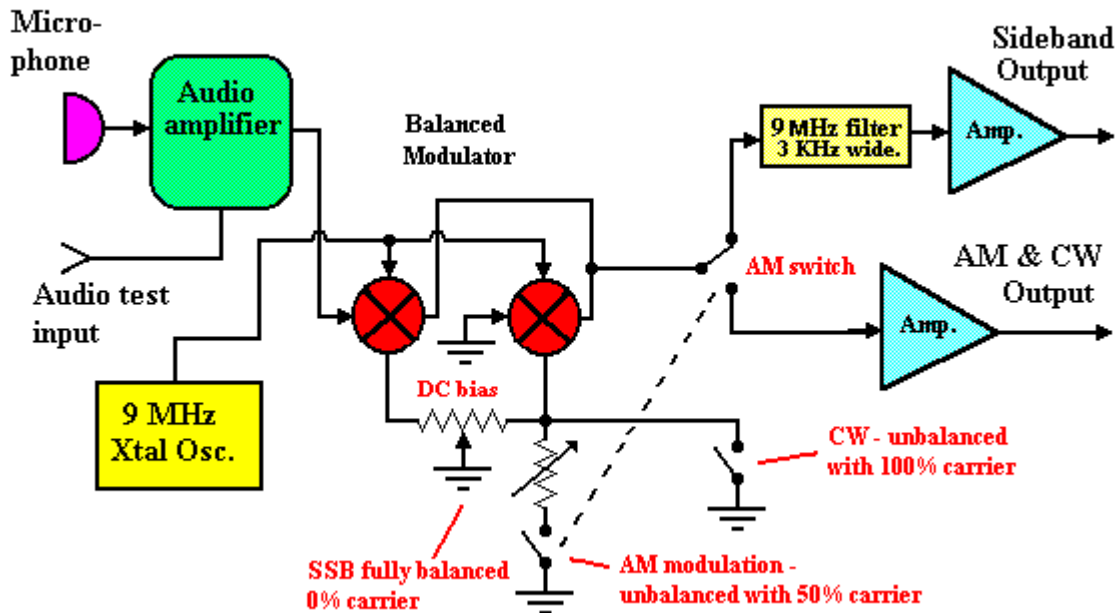 Micro-
phone
Audio
amplifier
Balanced
Modulator
Sideband
Output
9 MHz filter
3 KHz wide.
Amp.
Audio test
input
AM switch
AM & CW
Output
Amp.
9 MHz
Xtal Osc.
DC bias
CW - unbalanced
with 100% carrier
SSB fully balanced
0% carrier
AM modulation -
unbalanced with 50% carrier